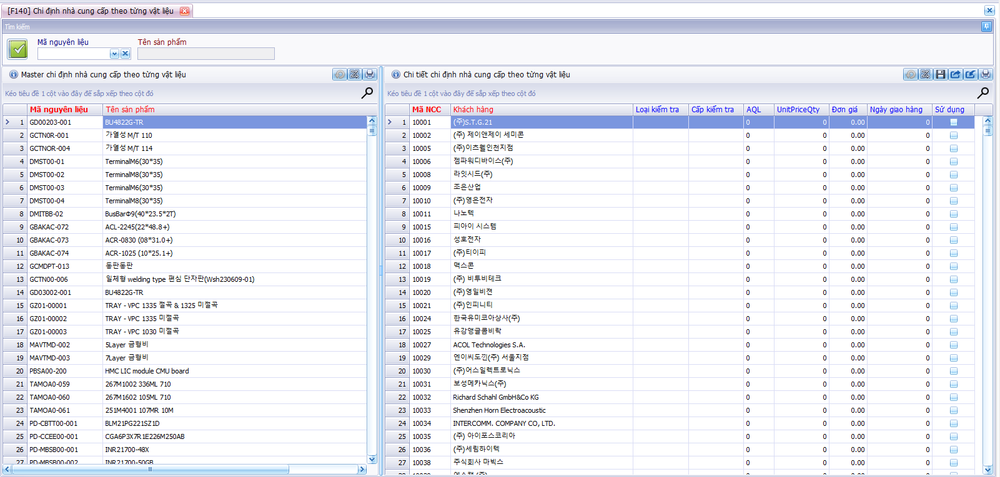 [F140] Chỉ định nhà cung cấp theo từng vật liệu
Tìm kiếm
Mã nguyên liệu Tên sản phẩm
Master chỉ định nhà cung cấp theo từng vật liệu
Kéo tiêu đề 1 cột vào đây để sắp xếp theo cột đó
Mã nguyên liệu Tên sản phẩm
1 GD00203-001 BU4822G-TR
2 GCTN0R-001 가열성 M/T 110
3 GCTNOR-004 가열성 M/T 114
4 DMST00-01 TerminalM6(30*35)
5 DMST00-02 TerminalM8(30*35)
6 DMST00-03 TerminalM6(30*35)
7 DMST00-04 TerminalM8(30*35)
8 DMITBB-02 BusBarΦ9(40*23.5*2T)
9 GBAKAC-072 ACL-2245(22*48.8+)
10 GBAKAC-073 ACR-0830 (08*31.0+)
11 GBAKAC-074 ACR-1025 (10*25.1+)
12 GCMDPT-013 동판동판
13 GCTN00-006 일체형 welding type 편심 단자판(Wsh230609-01)
14 GD03002-001 BU4822G-TR
15 GZ01-00001 TRAY - VPC 1335 절곡 & 1325 미절곡
16 GZ01-00002 TRAY - VPC 1335 미절곡
17 GZ01-00003 TRAY - VPC 1030 미절곡
18 MAVTMD-002 5Layer 금형비
19 MAVTMD-003 7Layer 금형비
20 PBSA00-200 HMC LIC module CMU board
21 TAMOA0-059 267M1002 336ML 710
22 TAMOA0-060 267M1602 105ML 710
23 TAMOA0-061 251M4001 107MR 10M
24 PD-CBTT00-001 BLM21PG221SZ1D
25 PD-CCEE00-001 CGA6P3X7R1E226M250AB
26 PD-MBSB00-001 INR21700-48X
27 PD-MBSB00-002 INR21700-50GB
Chi tiết chỉ định nhà cung cấp theo từng vật liệu
Kéo tiêu đề 1 cột vào đây để sắp xếp theo cột đó
Mã NCC Khách hàng Loại kiểm tra Cấp kiểm tra AQL UnitPriceQty Đơn giá Ngày giao hàng Sử dụng
1 10001 (주)S.T.G.21 0 0 0.00 0
2 10002 (주) 제이앤제이 세미콘 0 0 0.00 0
3 10005 (주)이츠웰인천지점 0 0 0.00 0
4 10006 젬파워디바이스(주) 0 0 0.00 0
5 10008 라잇시드(주) 0 0 0.00 0
6 10009 조은산업 0 0 0.00 0
7 10010 (주)영은전자 0 0 0.00 0
8 10011 나노텍 0 0 0.00 0
9 10015 피아이 시스템 0 0 0.00 0
10 10016 성호전자 0 0 0.00 0
11 10017 (주)티이피 0 0 0.00 0
12 10018 맥스콘 0 0 0.00 0
13 10019 (주) 비투비테크 0 0 0.00 0
14 10020 (주)영일비젼 0 0 0.00 0
15 10021 (주)인피니티 0 0 0.00 0
16 10024 한국유미코아상사(주) 0 0 0.00 0
17 10025 유강앵글콤비락 0 0 0.00 0
18 10027 ACOL Technologies S.A. 0 0 0.00 0
19 10029 엔이씨도낀(주) 서울지점 0 0 0.00 0
20 10030 (주)어스일렉트로닉스 0 0 0.00 0
21 10031 보성메카닉스(주) 0 0 0.00 0
22 10032 Richard Schahl GmbH&Co KG 0 0 0.00 0
23 10033 Shenzhen Horn Electroacoustic 0 0 0.00 0
24 10034 INTERCOMM. COMPANY CO, LTD. 0 0 0.00 0
25 10035 (주) 아이포스코리아 0 0 0.00 0
26 10036 (주)세림하이텍 0 0 0.00 0
27 10038 주식회사 마빅스 0 0 0.00 0